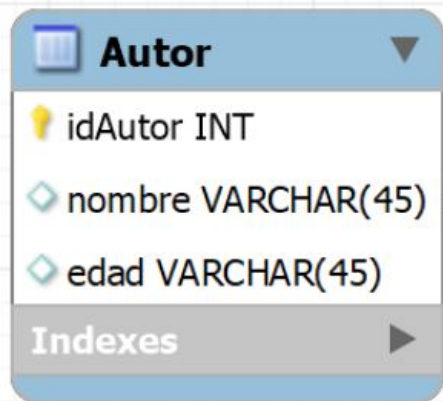 Autor
idAutor INT
nombre VARCHAR(45)
edad VARCHAR(45)
Indexes